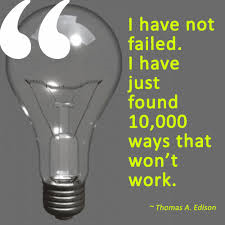 I have not
failed.
I have
just
found
10,000
ways that
won't
work.
~ Thomas A. Edison